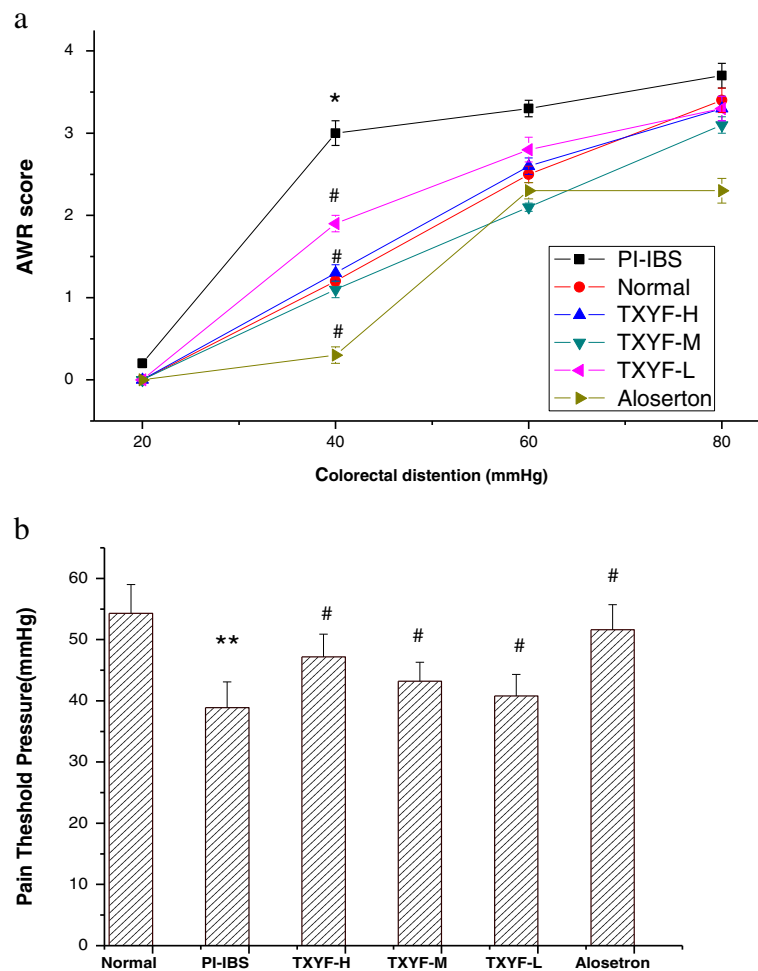 a
4
3
2
1
0
AWR score
*
#
#
#
PI-IBS
Normal
TXYF-H
TXYF-M
TXYF-L
Aloserton
20 40 60 80
Colorectal distention (mmHg)
b
60
50
40
30
20
10
0
Pain Theshold Pressure(mmHg)
** # # # #
Normal PI-IBS TXYF-H TXYF-M TXYF-L Alosetron